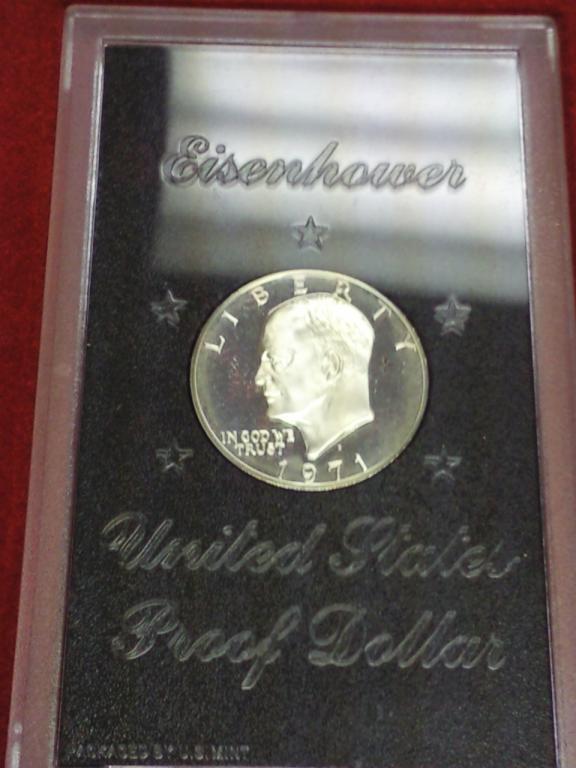 Eisenhower
LIBERTY
IN GOD WE
TRUST
S
1971
United States
Proof Dollar
PACKAGED BY U.S. MINT